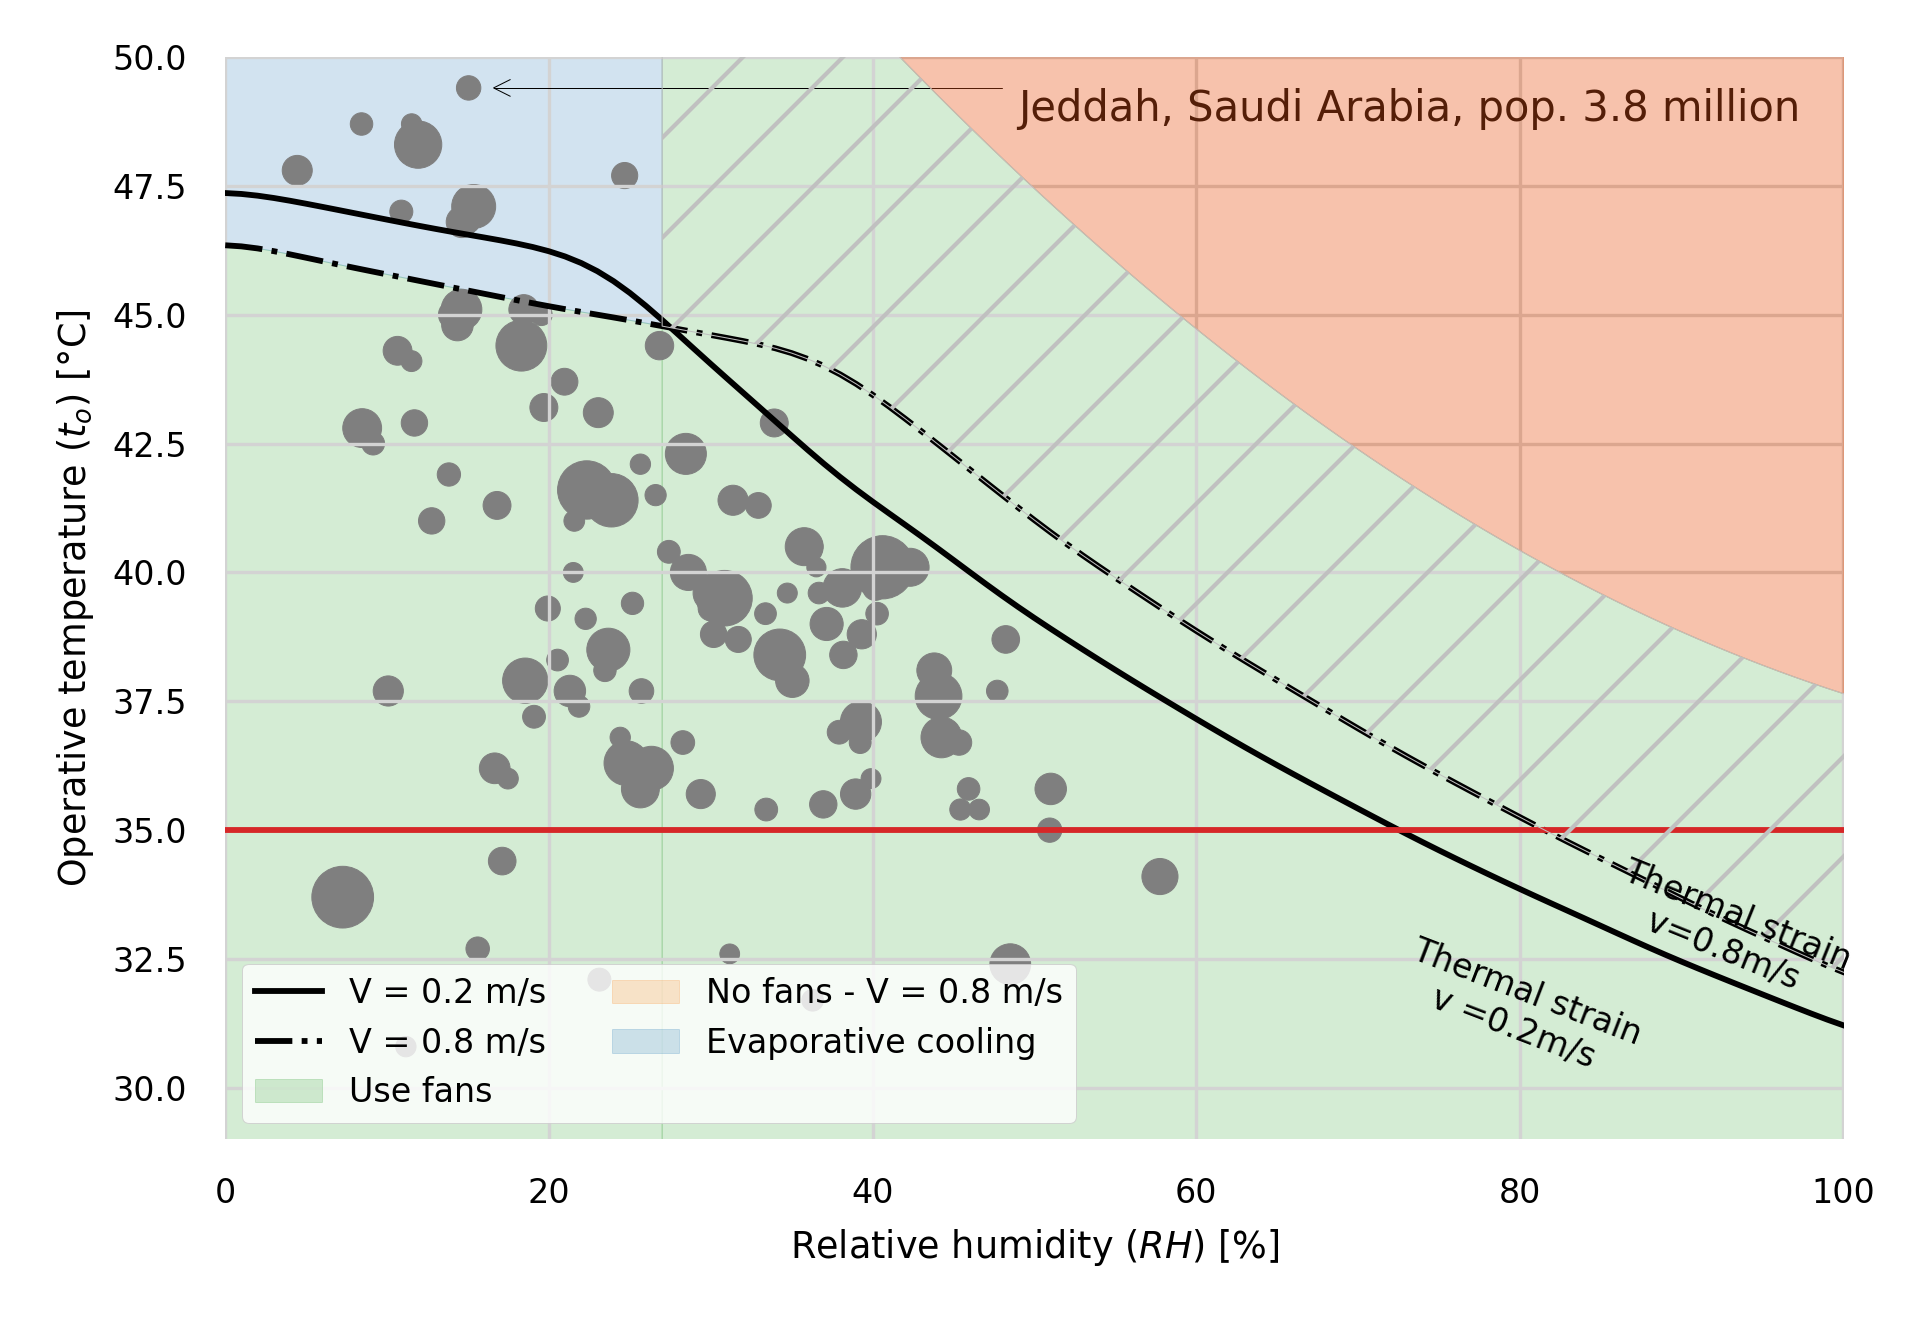 50.0
47.5
45.0
42.5
40.0
37.5
35.0
32.5
30.0
Operative temperature (tₒ) [°C]
Jeddah, Saudi Arabia, pop. 3.8 million
Thermal strain
v=0.8m/s
Thermal strain
v =0.2m/s
V = 0.2 m/s
V = 0.8 m/s
Use fans
No fans - V = 0.8 m/s
Evaporative cooling
0 20 40 60 80 100
Relative humidity (RH) [%]